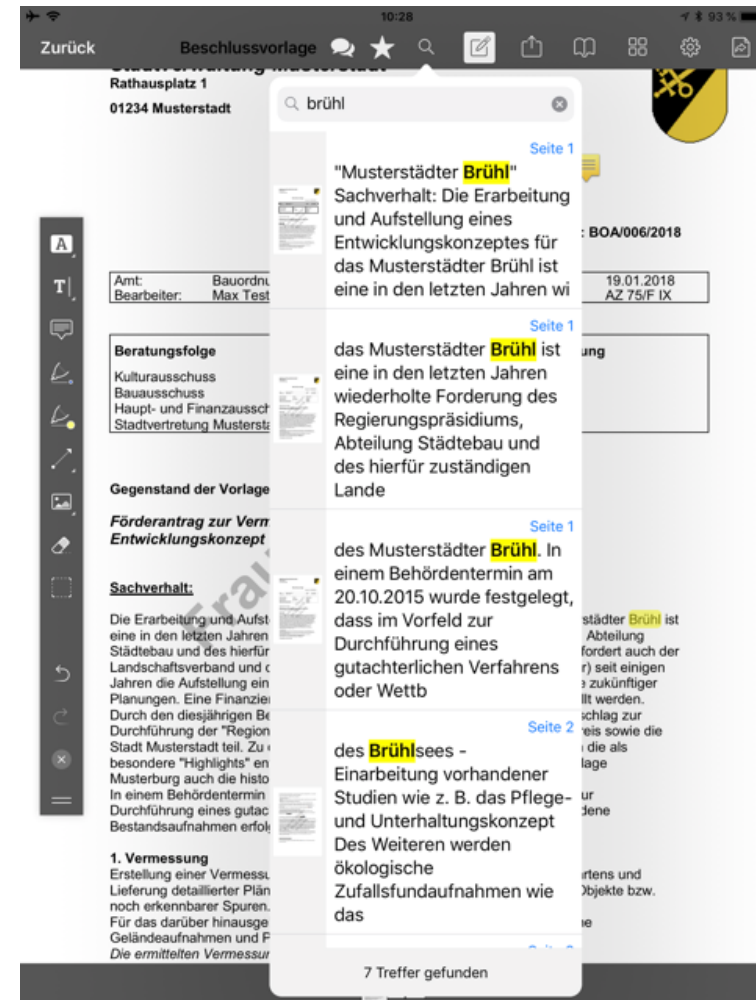 10:28
93 %
Zurück
Beschlussvorlage
Rathausplatz 1
01234 Musterstadt
brühl
Seite 1
"Musterstädter Brühl"
Sachverhalt: Die Erarbeitung
und Aufstellung eines
Entwicklungskonzeptes für
das Musterstädter Brühl ist
eine in den letzten Jahren wi
Seite 1
das Musterstädter Brühl ist
eine in den letzten Jahren
wiederholte Forderung des
Regierungspräsidiums,
Abteilung Städtebau und
des hierfür zuständigen
Lande
Seite 1
des Musterstädter Brühl. In
einem Behördentermin am
20.10.2015 wurde festgelegt,
dass im Vorfeld zur
Durchführung eines
gutachterlichen Verfahrens
oder Wettb
Seite 2
des Brühlsees -
Einarbeitung vorhandener
Studien wie z. B. das Pflege-
und Unterhaltungskonzept
Des Weiteren werden
ökologische
Zufallsfundaufnahmen wie
das
7 Treffer gefunden
: BOA/006/2018
Amt: Bauordnu
19.01.2018
Bearbeiter: Max Test
AZ 75/F IX
Beratungsfolge
ung
Kulturausschuss
Bauausschuss
Haupt- und Finanzaussch
Stadtvertretung Mustersta
Gegenstand der Vorlage
Förderantrag zur Verm
Entwicklungskonzept
Sachverhalt:
Die Erarbeitung und Aufst
städter Brühl ist
eine in den letzten Jahren
Abteilung
Städtebau und des hierfür
fordert auch der
Landschaftsverband und d
r) seit einigen
Jahren die Aufstellung ein
e zukünftiger
Planungen. Eine Finanzie
llt werden.
Durch den diesjährigen Be
schlag zur
Durchführung der "Region
reis sowie die
Stadt Musterstadt teil. Zu
die als
besondere "Highlights" en
lage
Musterburg auch die histo
In einem Behördentermin
ur
Durchführung eines gutac
dene
Bestandsaufnahmen erfolg
1. Vermessung
Erstellung einer Vermessu
rtens und
Lieferung detaillierter Plän
Objekte bzw.
noch erkennbarer Spuren.
Für das darüber hinausge
ne
Geländeaufnahmen und P
Die ermittelten Vermessur